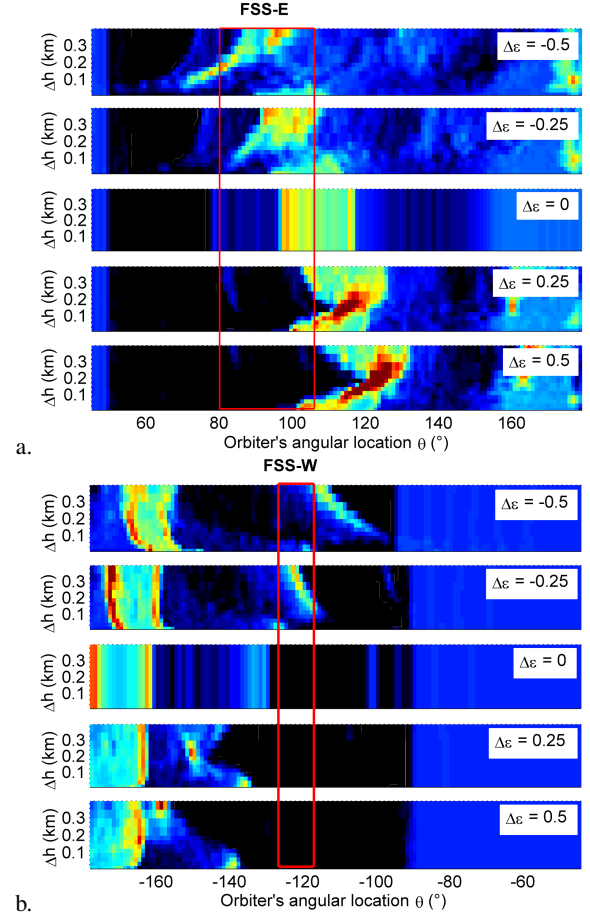 FSS-E
Δh (km)
0.3
0.2
0.1
Δε = -0.5
Δh (km)
0.3
0.2
0.1
Δε = -0.25
Δh (km)
0.3
0.2
0.1
Δε = 0
Δh (km)
0.3
0.2
0.1
Δε = 0.25
Δh (km)
0.3
0.2
0.1
Δε = 0.5
60 80 100 120 140 160
a. Orbiter's angular location θ (°)
FSS-W
Δh (km)
0.3
0.2
0.1
Δε = -0.5
Δh (km)
0.3
0.2
0.1
Δε = -0.25
Δh (km)
0.3
0.2
0.1
Δε = 0
Δh (km)
0.3
0.2
0.1
Δε = 0.25
Δh (km)
0.3
0.2
0.1
Δε = 0.5
-160 -140 -120 -100 -80 -60
b. Orbiter's angular location θ (°)